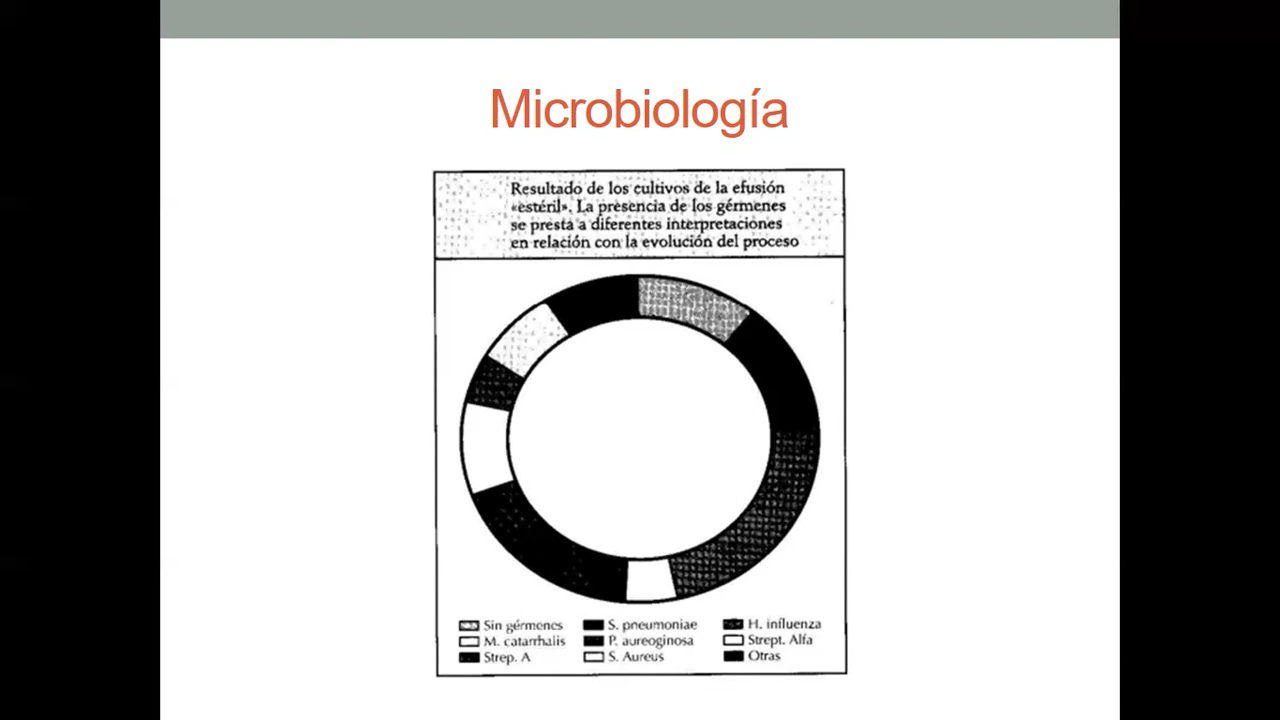 Microbiología
Resultado de los cultivos de la efusión
«estéril». La presencia de los gérmenes
se presta a diferentes interpretaciones
en relación con la evolución del proceso
Sin gérmenes
S. pneumoniae
H. influenza
M. catarrhalis
P. aureoginosa
Strept. Alfa
Strep. A
S. Aureus
Otras